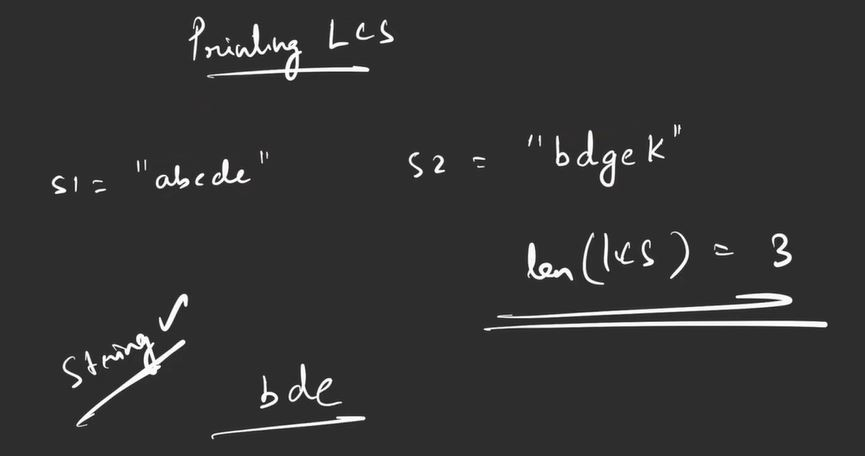 Printing LCS
S1 = "abcde" S2 = "bdgek"
len(lcs) = 3
String
bde